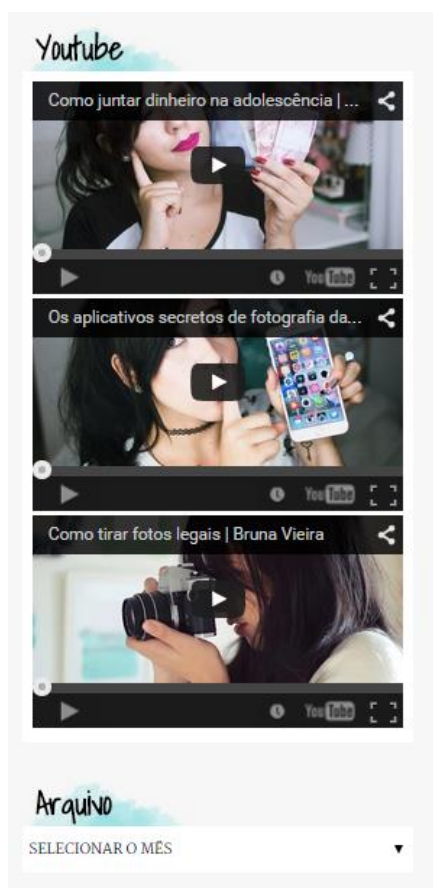 Youtube
Como juntar dinheiro na adolescência | ...
YouTube
Os aplicativos secretos de fotografia da...
YouTube
Como tirar fotos legais | Bruna Vieira
YouTube
Arquivo
SELECIONAR O MÊS